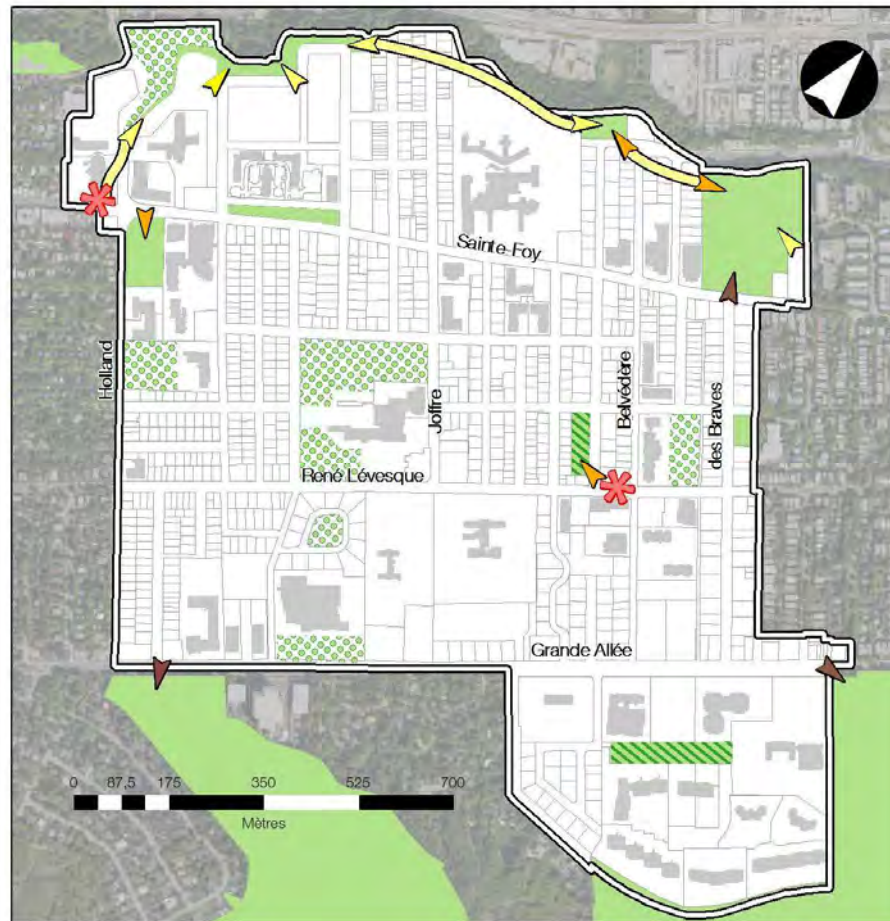 Sainte-Foy
Holland
Joffre
Belvédère
des Braves
René Lévesque
Grande Allée
0 87,5 175 350 525 700
Mètres